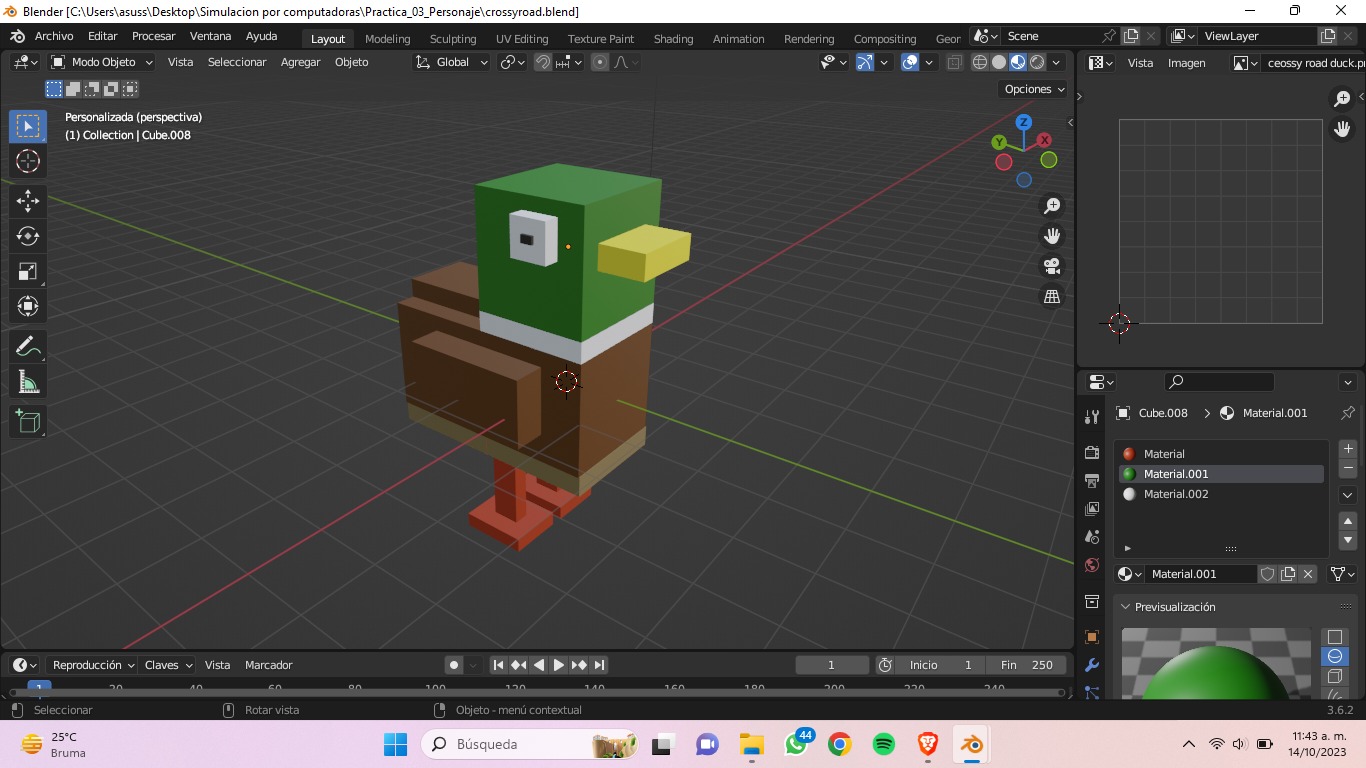 Blender [C:\Users\asuss\Desktop\Simulacion por computadoras\Practica_03_Personaje\crossyroad.blend]
Archivo Editar Procesar Ventana Ayuda Layout Modeling Sculpting UV Editing Texture Paint Shading Animation Rendering Compositing Geor Scene ViewLayer
Modo Objeto Vista Seleccionar Agregar Objeto Global Vista Imagen ceossy road duck.p
Opciones
Personalizada (perspectiva)
(1) Collection | Cube.008
Z
Y X
Cube.008 > Material.001
Material
Material.001
Material.002
Material.001
Previsualización
Reproducción Claves Vista Marcador 1 Inicio 1 Fin 250
1 20 40 60 80 100 120 140 160 180 200 220 240
Seleccionar Rotar vista Objeto - menú contextual 3.6.2
25°C
Bruma
Búsqueda
44
11:43 a. m.
14/10/2023